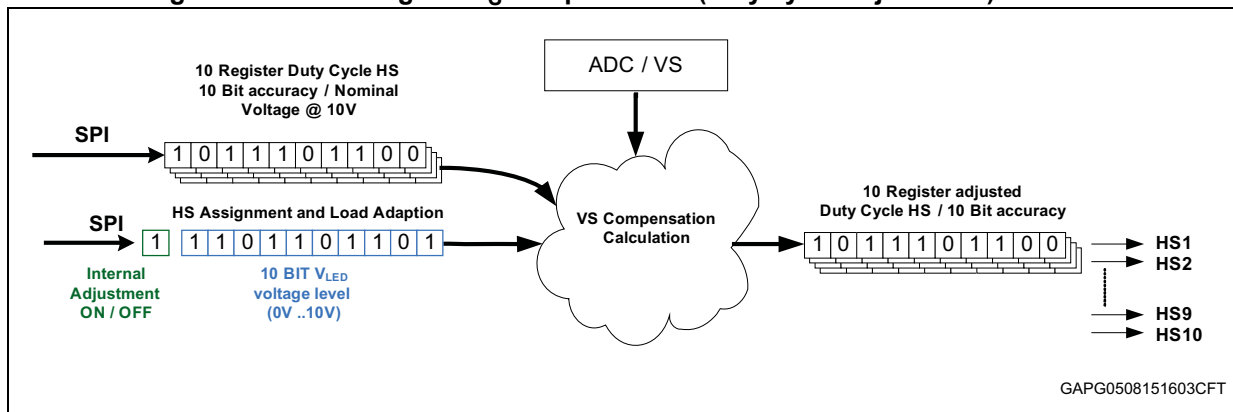 ADC / VS
10 Register Duty Cycle HS
10 Bit accuracy / Nominal
Voltage @ 10V
SPI
1 0 1 1 1 0 1 1 0 0
HS Assignment and Load Adaption
SPI
1 1 1 0 1 1 0 1 1 0 1
Internal
Adjustment
ON / OFF
10 BIT VLED
voltage level
(0V ..10V)
VS Compensation
Calculation
10 Register adjusted
Duty Cycle HS / 10 Bit accuracy
1 0 1 1 1 0 1 1 0 0
HS1
HS2
HS9
HS10
GAPG0508151603CFT